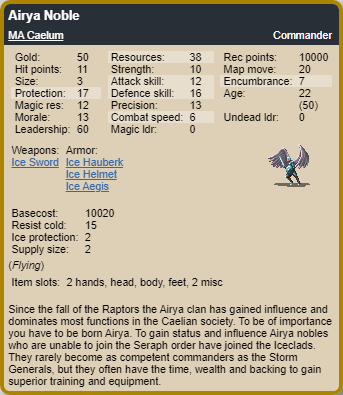 Airya Noble
MA Caelum Commander
Gold: 50 Resources: 38 Rec points: 10000
Hit points: 11 Strength: 10 Map move: 20
Size: 3 Attack skill: 12 Encumbrance: 7
Protection: 17 Defence skill: 16 Age: 22
Magic res: 12 Precision: 13 (50)
Morale: 13 Combat speed: 6 Undead ldr: 0
Leadership: 60 Magic ldr: 0
Weapons: Armor:
Ice Sword Ice Hauberk
Ice Helmet
Ice Aegis
Basecost: 10020
Resist cold: 15
Ice protection: 2
Supply size: 2
(Flying)
Item slots: 2 hands, head, body, feet, 2 misc
Since the fall of the Raptors the Airya clan has gained influence and
dominates most functions in the Caelian society. To be of importance
you have to be born Airya. To gain status and influence Airya nobles
who are unable to join the Seraph order have joined the Iceclads.
They rarely become as competent commanders as the Storm
Generals, but they often have the time, wealth and backing to gain
superior training and equipment.